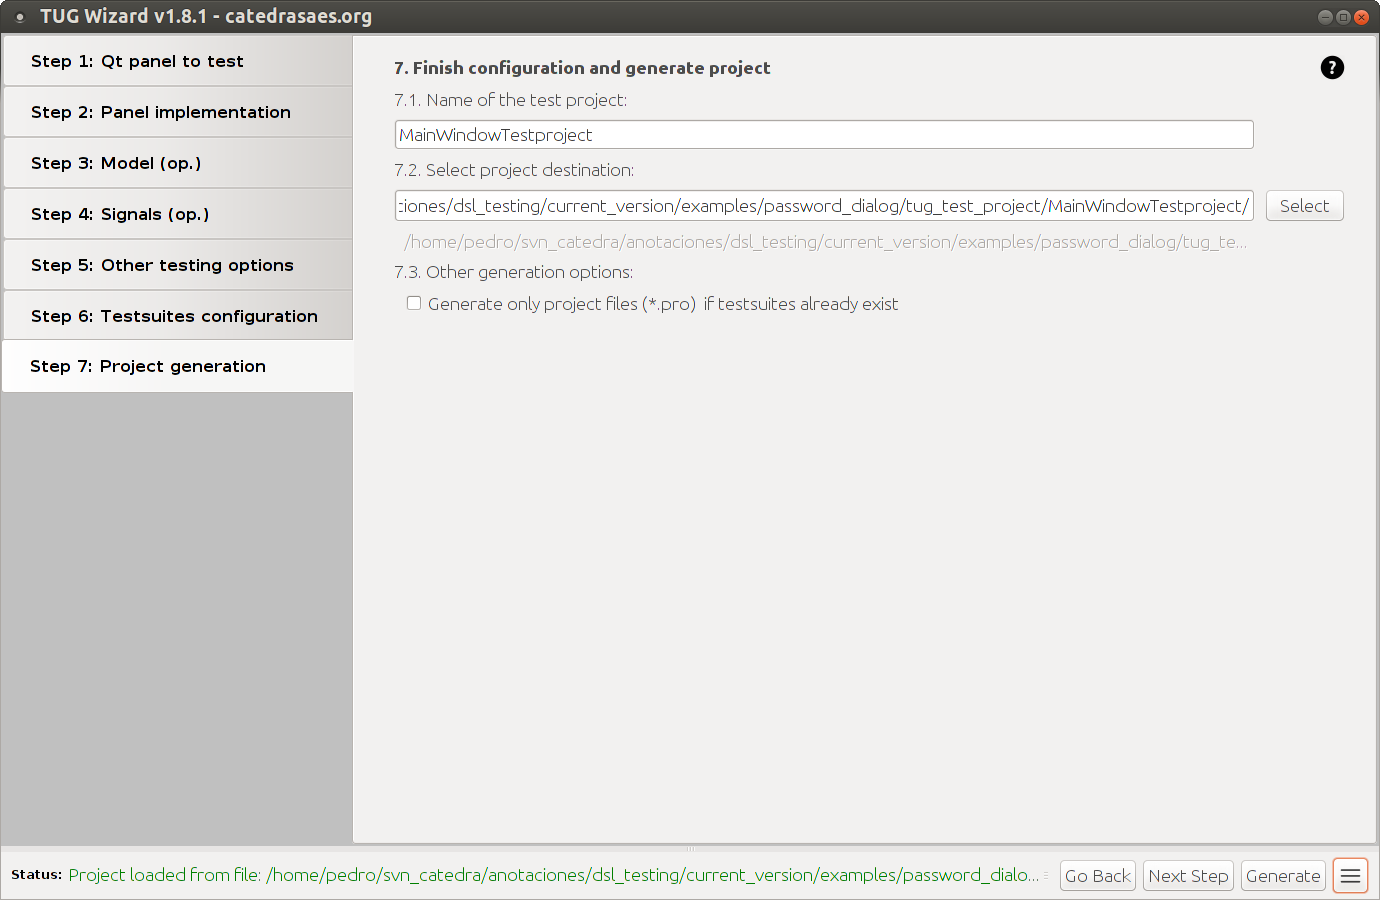 TUG Wizard v1.8.1 - catedrasaes.org
Step 1: Qt panel to test
Step 2: Panel implementation
Step 3: Model (op.)
Step 4: Signals (op.)
Step 5: Other testing options
Step 6: Testsuites configuration
Step 7: Project generation
7. Finish configuration and generate project
?
7.1. Name of the test project:
MainWindowTestproject
7.2. Select project destination:
ciones/dsl_testing/current_version/examples/password_dialog/tug_test_project/MainWindowTestproject/
Select
/home/pedro/svn_catedra/anotaciones/dsl_testing/current_version/examples/password_dialog/tug_te...
7.3. Other generation options:
Generate only project files (*.pro) if testsuites already exist
Status: Project loaded from file: /home/pedro/svn_catedra/anotaciones/dsl_testing/current_version/examples/password_dialo...
Go Back
Next Step
Generate